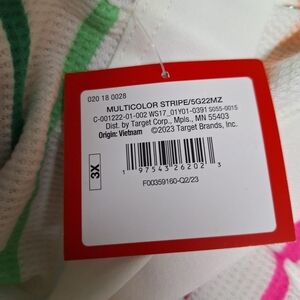 020 18 0028
MULTICOLOR STRIPE/5G22MZ
C-001222-01-002 WS17_01Y01-0391 S055-0015
Dist. by Target Corp., Mpls., MN 55403
Origin: Vietnam ©2023 Target Brands, Inc.
3X
1 97543 26202 3
F00359160-Q2/23